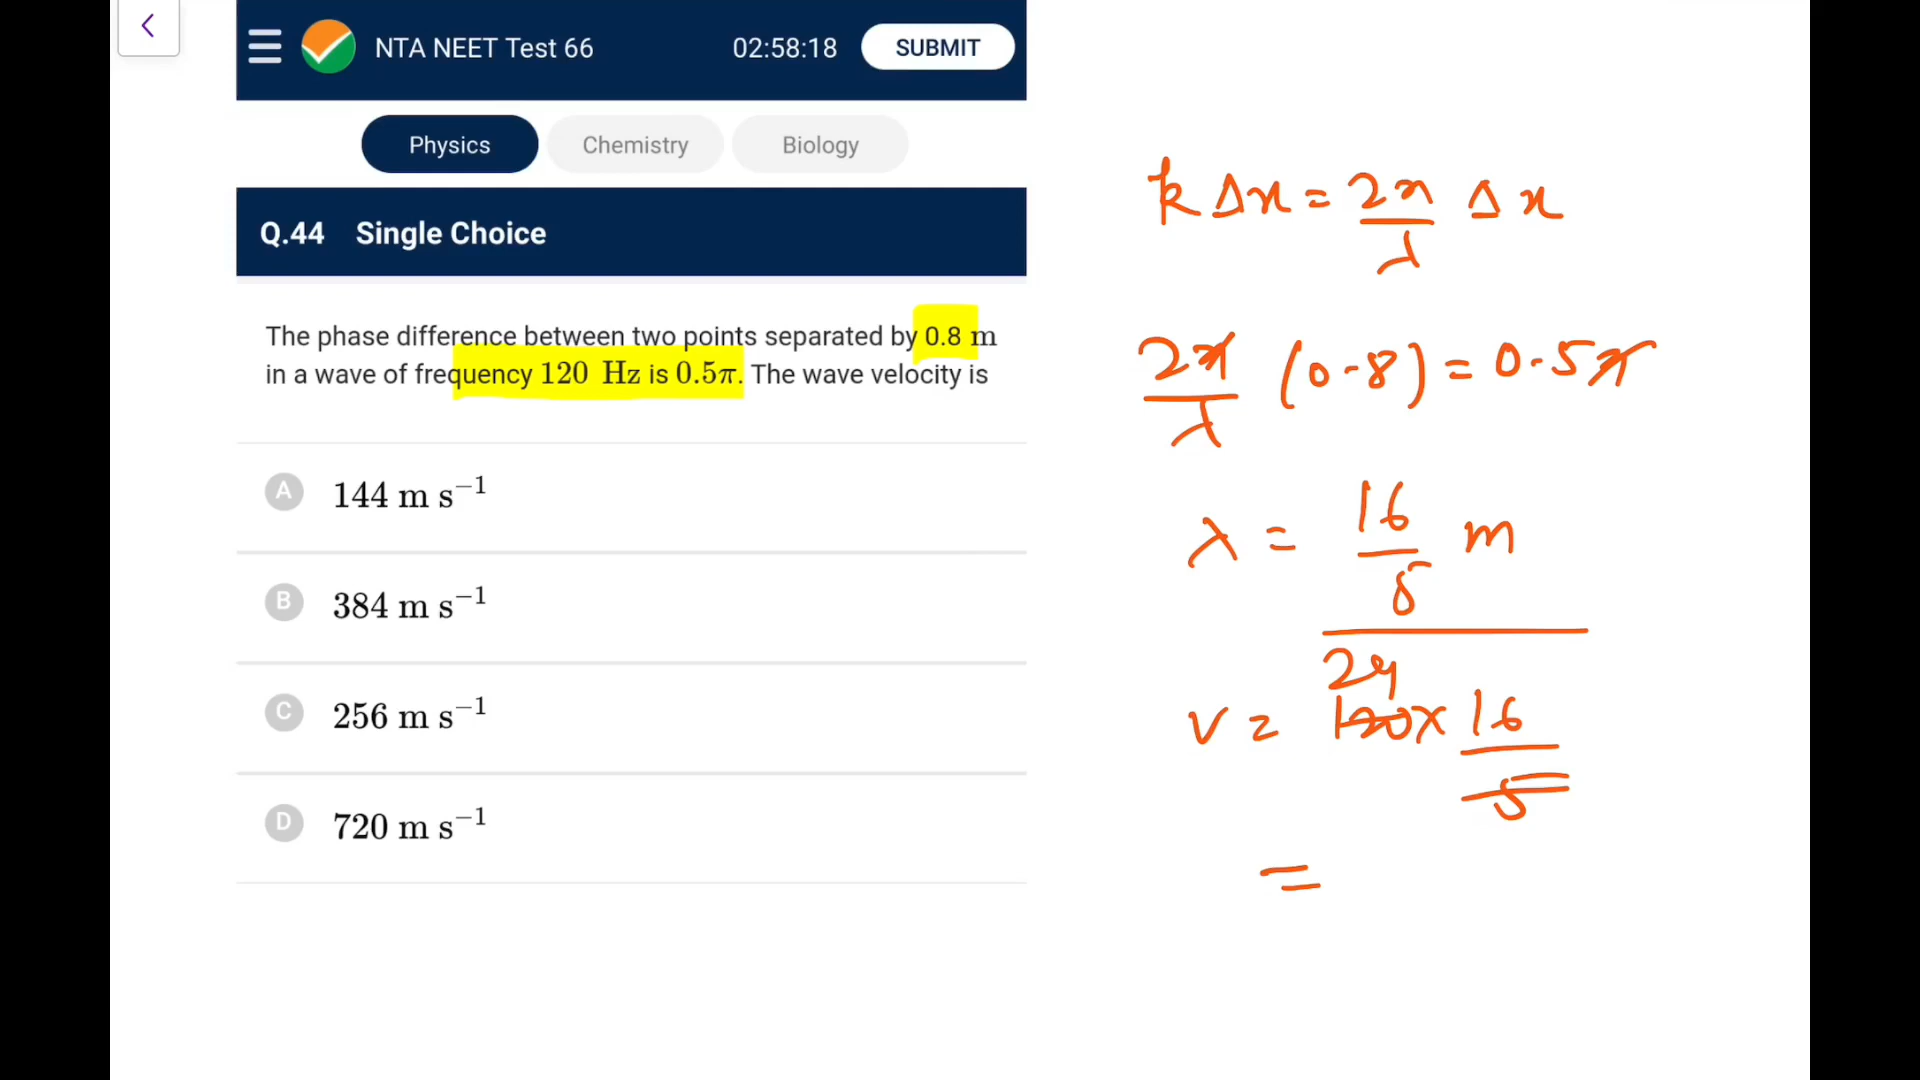 NTA NEET Test 66 02:58:18 SUBMIT
Physics Chemistry Biology
Q.44 Single Choice
The phase difference between two points separated by 0.8 m
in a wave of frequency 120 Hz is 0.5π. The wave velocity is
A 144 m s⁻¹
B 384 m s⁻¹
C 256 m s⁻¹
D 720 m s⁻¹
k Δx = 2π/λ Δx
2π/λ (0.8) = 0.5π
λ = 16/5 m
24
v = 120 × 16/5
=